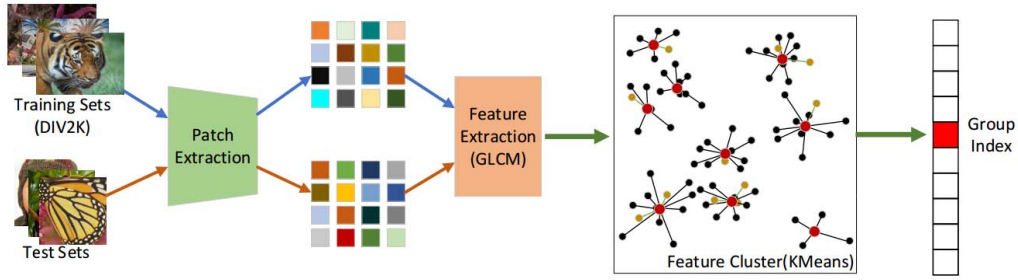 Training Sets
(DIV2K)
Patch
Extraction
Test Sets
Feature
Extraction
(GLCM)
Feature Cluster(KMeans)
Group
Index